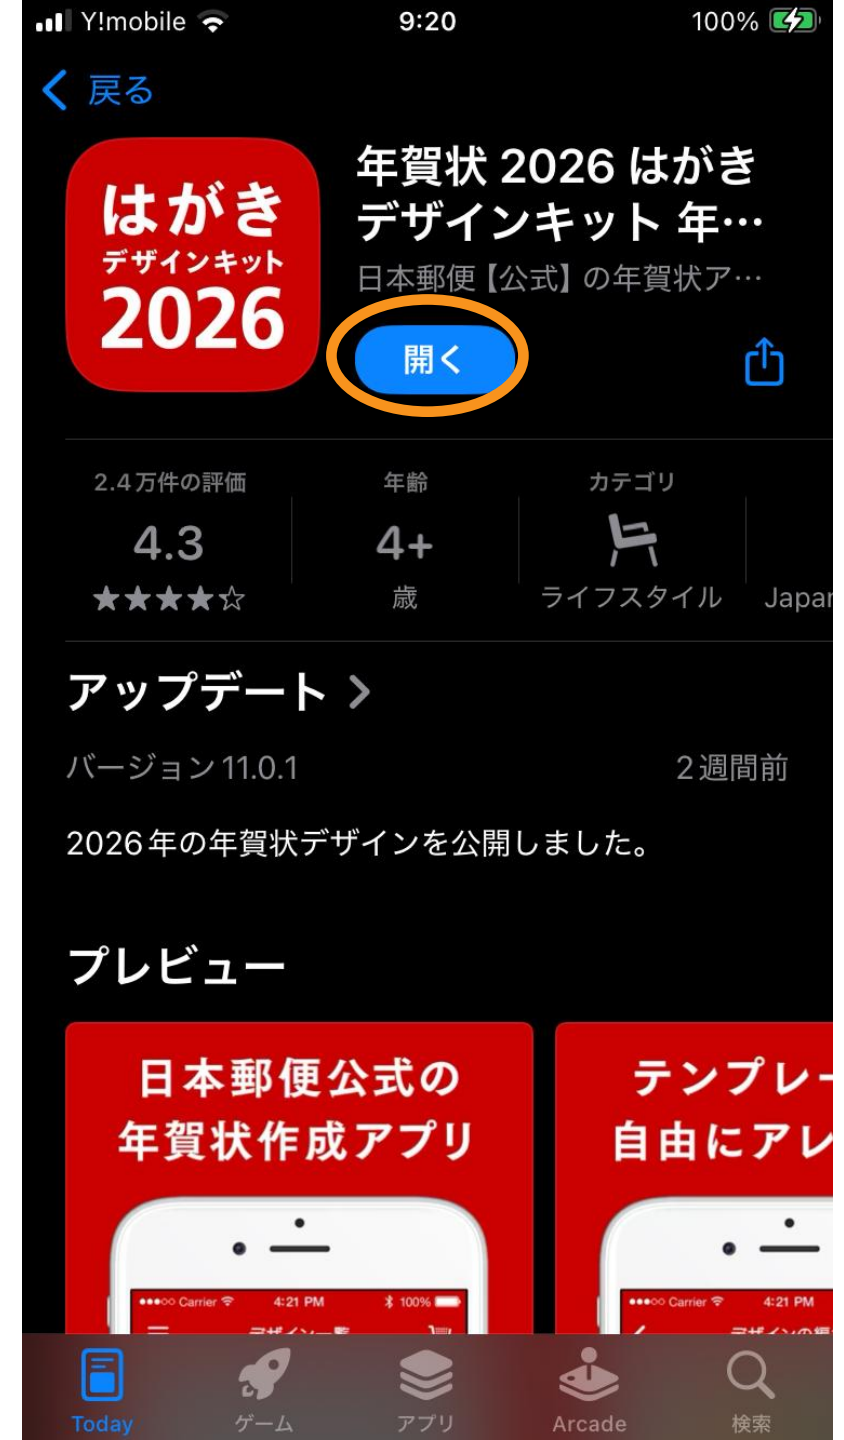 Y!mobile 9:20 100%
戻る
はがき
デザインキット
2026
年賀状 2026 はがき
デザインキット 年…
日本郵便【公式】の年賀状ア…
開く
2.4万件の評価
4.3
★★★★☆
年齢
4+
歳
カテゴリ
ライフスタイル
Japan
アップデート
バージョン 11.0.1 2週間前
2026年の年賀状デザインを公開しました。
プレビュー
日本郵便公式の
年賀状作成アプリ
Carrier 4:21 PM 100%
デザイン一覧
テンプレー
自由にアレ
Carrier 4:21 PM
Today ゲーム アプリ Arcade 検索